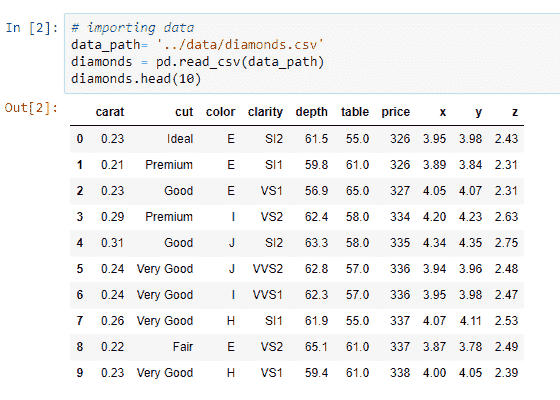 In [2]: # importing data
data_path= '../data/diamonds.csv'
diamonds = pd.read_csv(data_path)
diamonds.head(10)
Out[2]:
carat cut color clarity depth table price x y z
0 0.23 Ideal E SI2 61.5 55.0 326 3.95 3.98 2.43
1 0.21 Premium E SI1 59.8 61.0 326 3.89 3.84 2.31
2 0.23 Good E VS1 56.9 65.0 327 4.05 4.07 2.31
3 0.29 Premium I VS2 62.4 58.0 334 4.20 4.23 2.63
4 0.31 Good J SI2 63.3 58.0 335 4.34 4.35 2.75
5 0.24 Very Good J VVS2 62.8 57.0 336 3.94 3.96 2.48
6 0.24 Very Good I VVS1 62.3 57.0 336 3.95 3.98 2.47
7 0.26 Very Good H SI1 61.9 55.0 337 4.07 4.11 2.53
8 0.22 Fair E VS2 65.1 61.0 337 3.87 3.78 2.49
9 0.23 Very Good H VS1 59.4 61.0 338 4.00 4.05 2.39